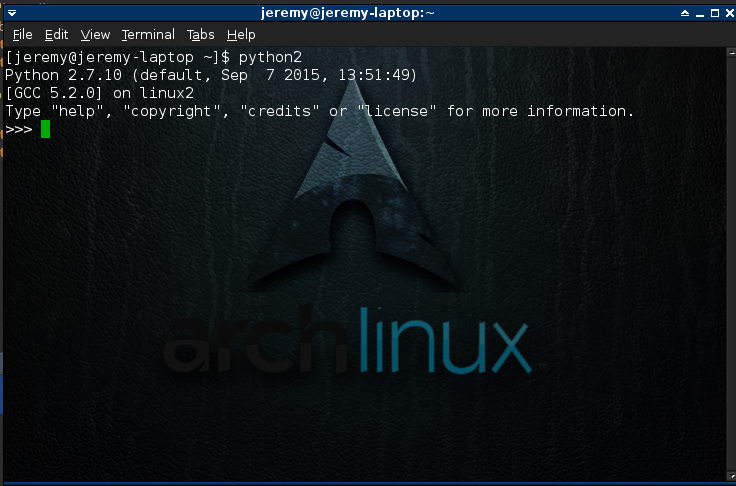 jeremy@jeremy-laptop:~
File Edit View Terminal Tabs Help
[jeremy@jeremy-laptop ~]$ python2
Python 2.7.10 (default, Sep  7 2015, 13:51:49)
[GCC 5.2.0] on linux2
Type "help", "copyright", "credits" or "license" for more information.
>>>
archlinux